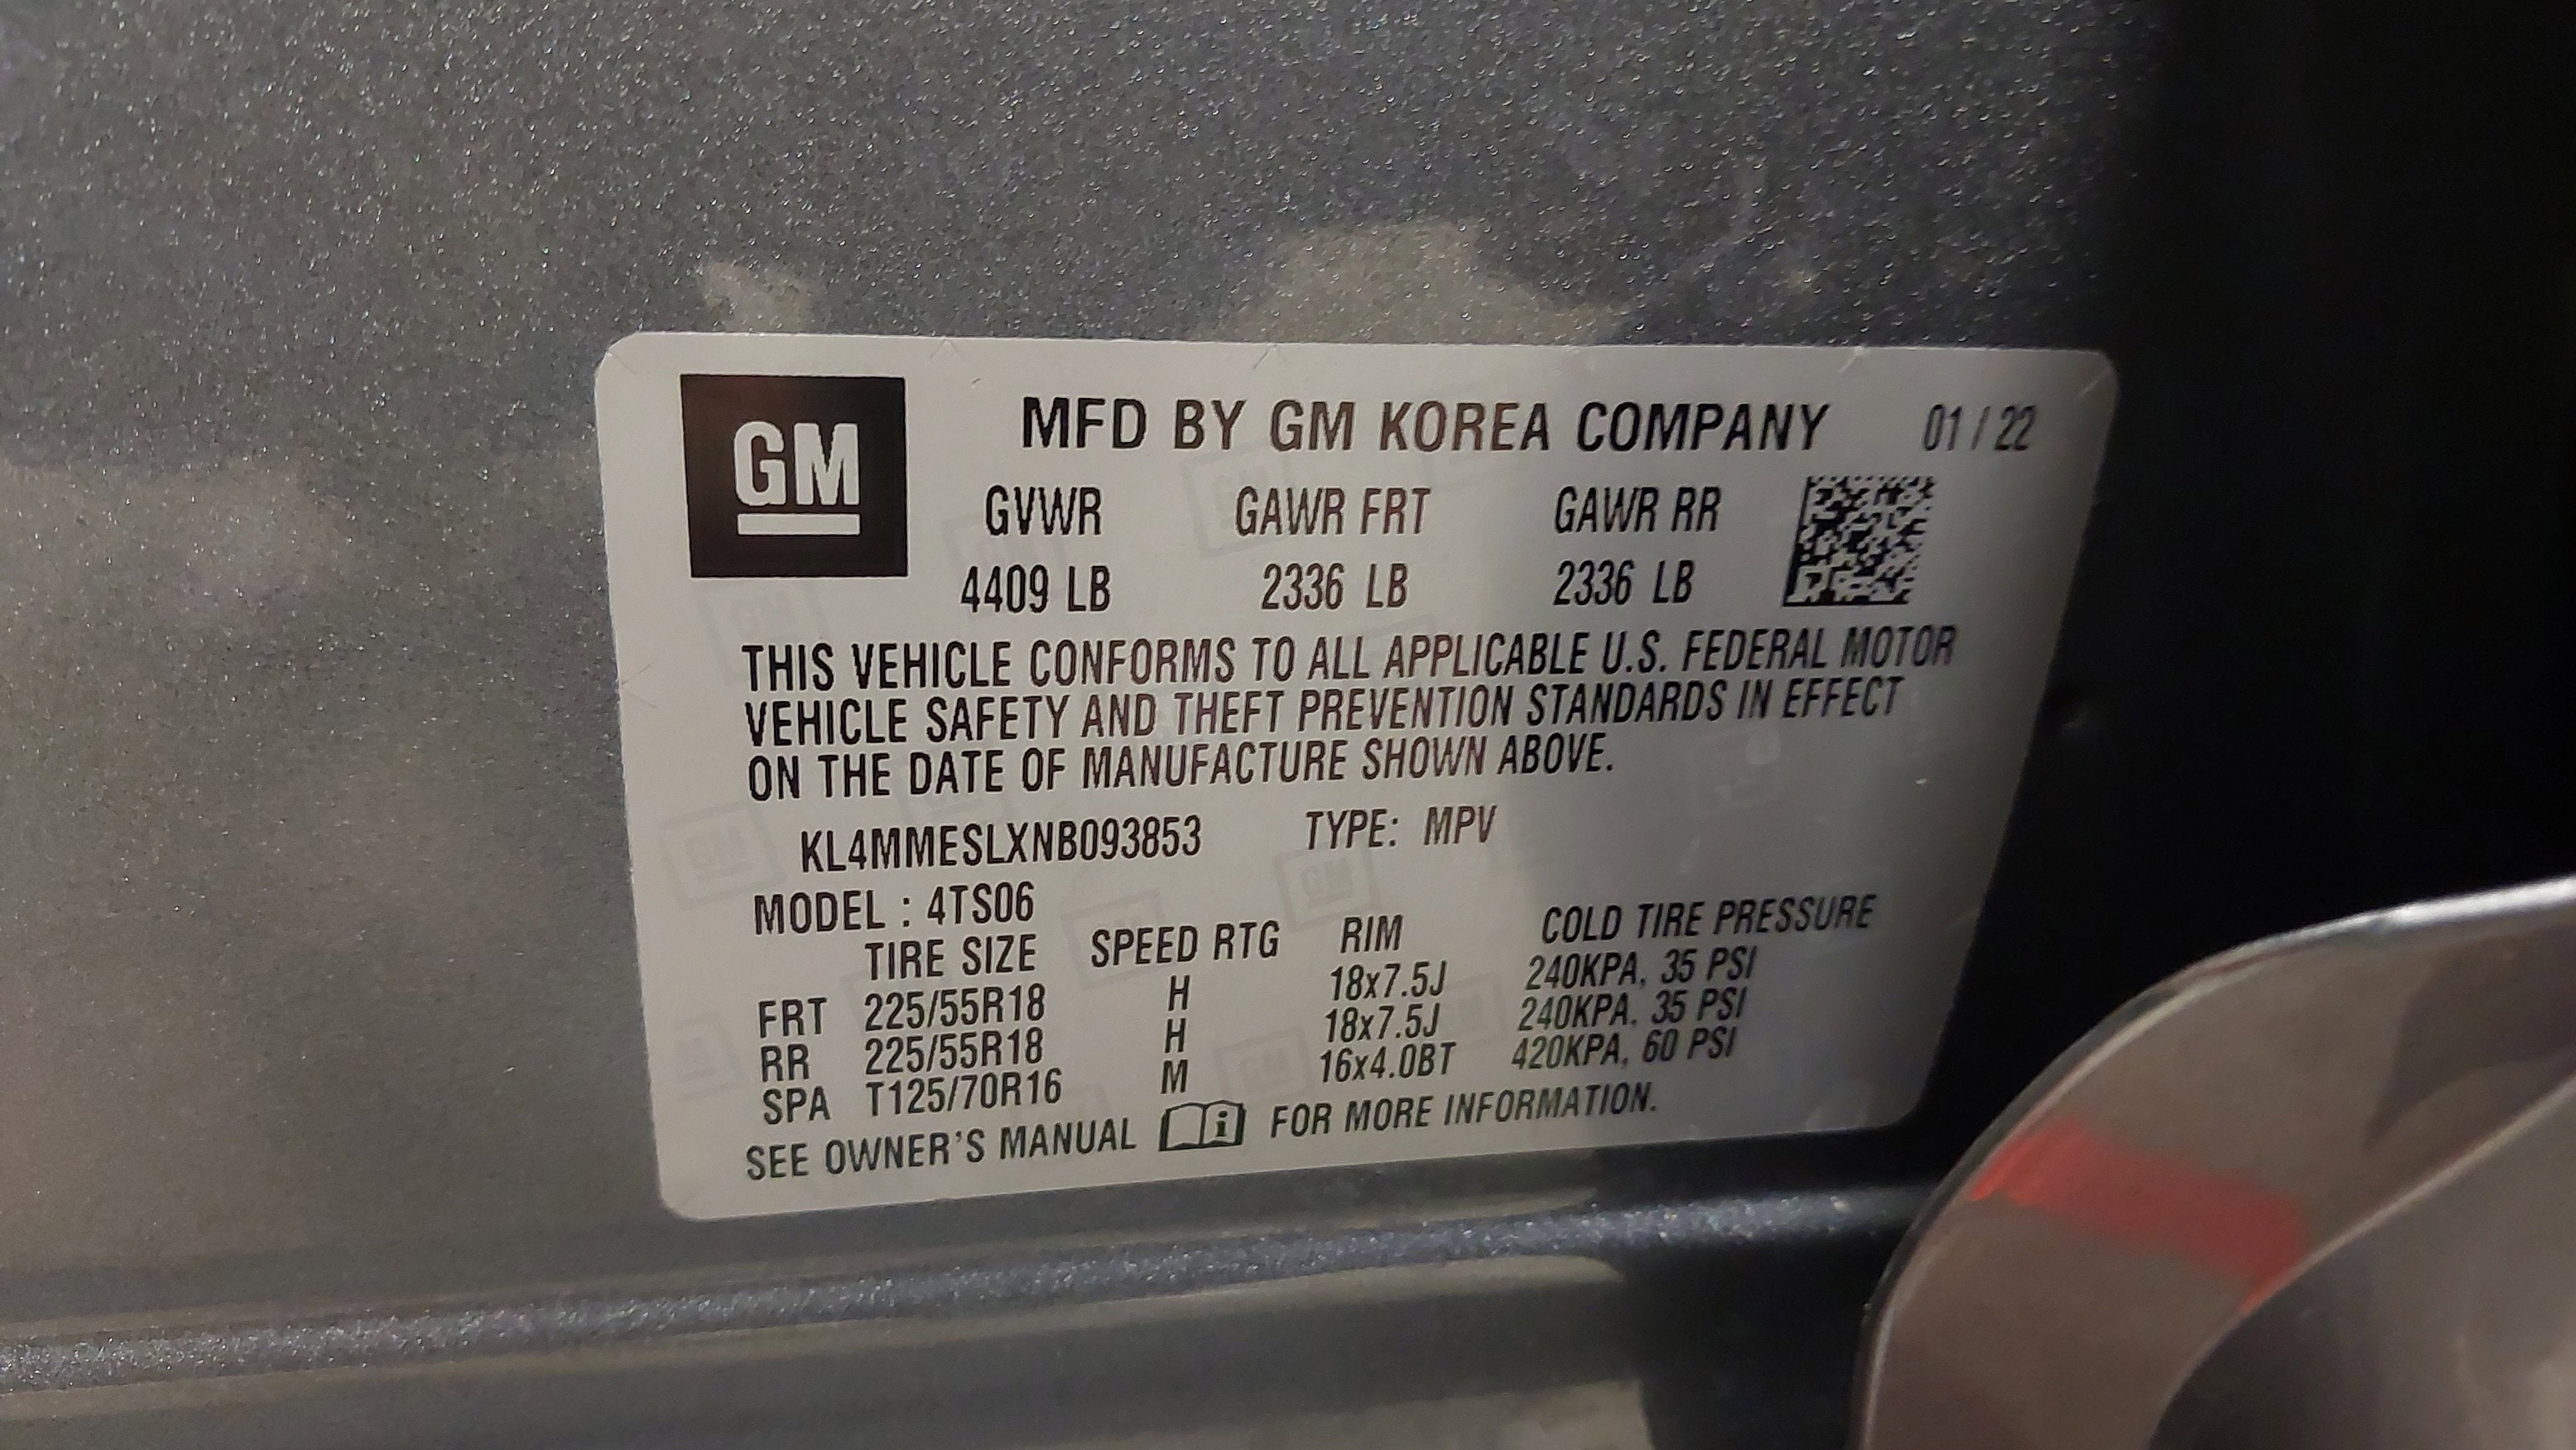 GM
MFD BY GM KOREA COMPANY 01 / 22
GVWR GAWR FRT GAWR RR
4409 LB 2336 LB 2336 LB
THIS VEHICLE CONFORMS TO ALL APPLICABLE U.S. FEDERAL MOTOR
VEHICLE SAFETY AND THEFT PREVENTION STANDARDS IN EFFECT
ON THE DATE OF MANUFACTURE SHOWN ABOVE.
KL4MMESLXNB093853 TYPE: MPV
MODEL : 4TS06
TIRE SIZE SPEED RTG RIM COLD TIRE PRESSURE
FRT 225/55R18 H 18x7.5J 240KPA, 35 PSI
RR 225/55R18 H 18x7.5J 240KPA, 35 PSI
SPA T125/70R16 M 16x4.0BT 420KPA, 60 PSI
SEE OWNER'S MANUAL i FOR MORE INFORMATION.